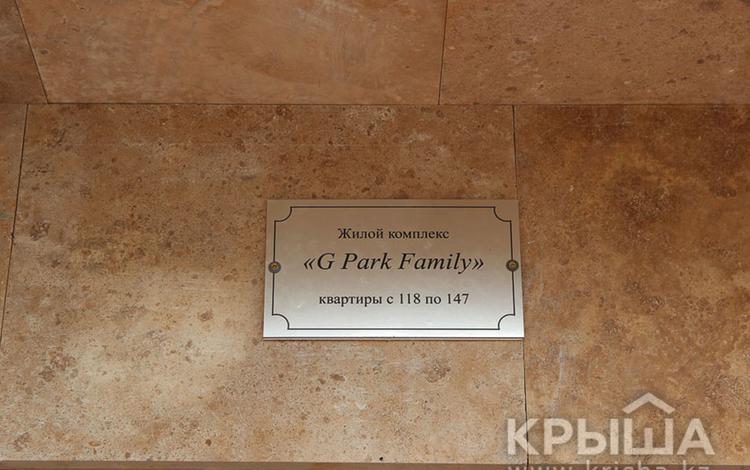 Жилой комплекс
«G Park Family»
квартиры с 118 по 147
КРЫША